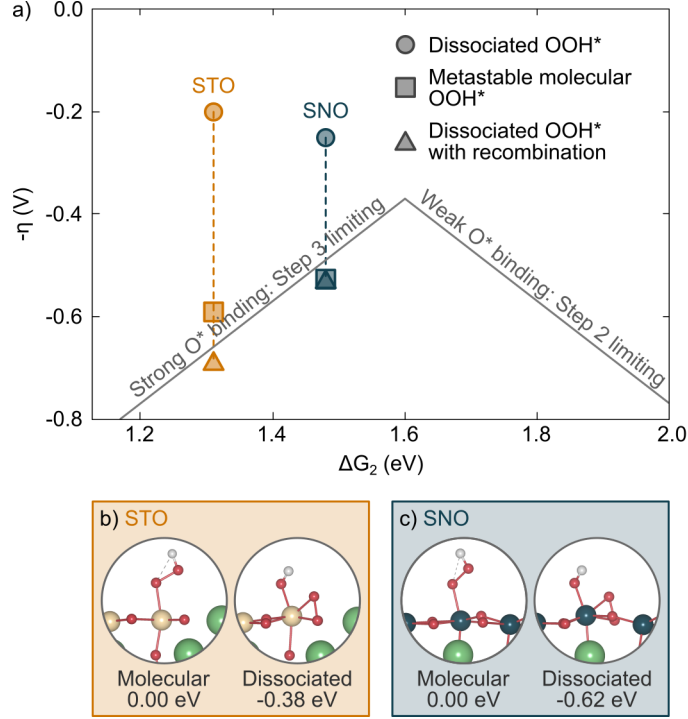 a)
0.0
-0.2
-0.4
-0.6
-0.8
-η (V)
STO
SNO
Dissociated OOH*
Metastable molecular
OOH*
Dissociated OOH*
with recombination
Strong O* binding: Step 3 limiting
Weak O* binding: Step 2 limiting
1.2
1.4
1.6
1.8
2.0
ΔG₂ (eV)
b) STO
Molecular
0.00 eV
Dissociated
-0.38 eV
c) SNO
Molecular
0.00 eV
Dissociated
-0.62 eV